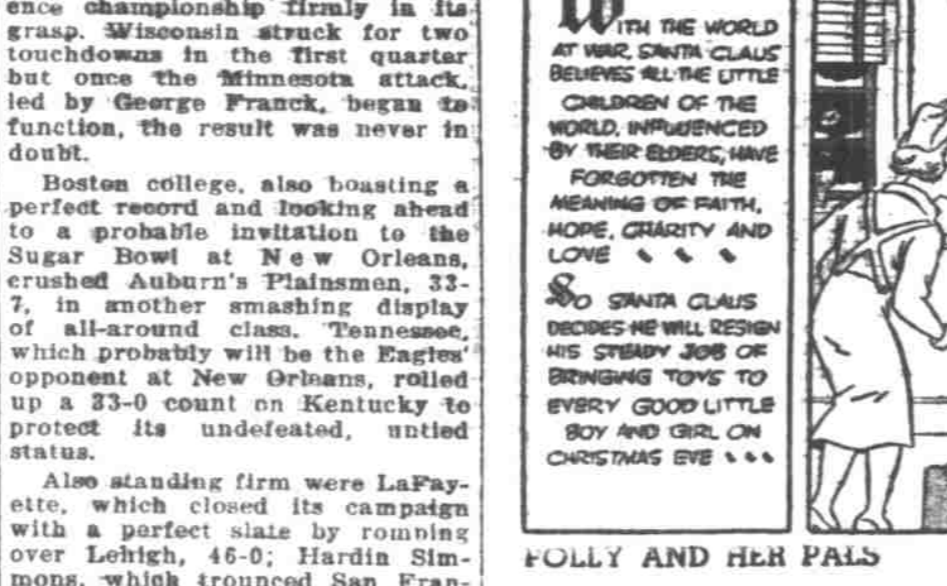 ence championship firmly in its
grasp. Wisconsin struck for two
touchdowns in the first quarter
but once the Minnesota attack,
led by George Franck, began to
function, the result was never in
doubt.
Boston college, also boasting a
perfect record and looking ahead
to a probable invitation to the
Sugar Bowl at New Orleans,
crushed Auburn's Plainsmen, 33-
7, in another smashing display
of all-around class. Tennessee,
which probably will be the Eagles'
opponent at New Orleans, rolled
up a 33-0 count on Kentucky to
protect its undefeated, untied
status.
Also standing firm were LaFay-
ette, which closed its campaign
with a perfect slate by romping
over Lehigh, 46-0; Hardin Sim-
mons, which trounced San Fran-
WITH THE WORLD
AT WAR, SANTA CLAUS
BELIEVES ALL THE LITTLE
CHILDREN OF THE
WORLD, INFLUENCED
BY THEIR ELDERS, HAVE
FORGOTTEN THE
MEANING OF FAITH,
HOPE, CHARITY AND
LOVE
SO SANTA CLAUS
DECIDES HE WILL RESIGN
HIS STEADY JOB OF
BRINGING TOYS TO
EVERY GOOD LITTLE
BOY AND GIRL ON
CHRISTMAS EVE
POLLY AND HER PALS